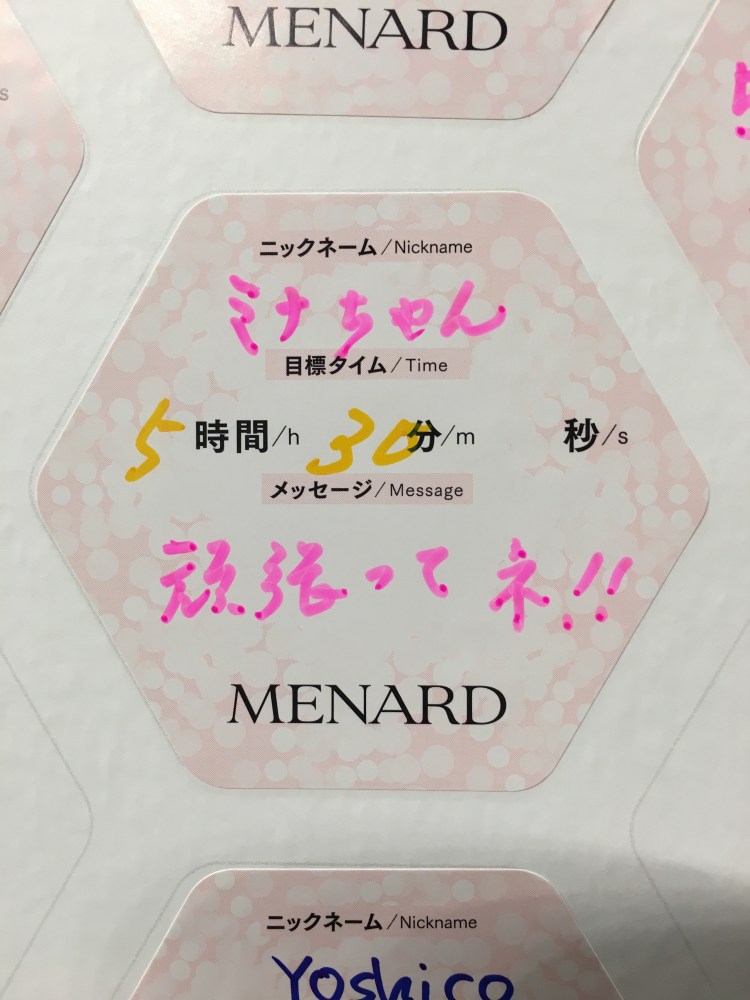 MENARD
s
ニックネーム/Nickname
ミナちゃん
目標タイム/Time
5 時間/h 30分/m 秒/s
メッセージ/Message
頑張ってネ!!
MENARD
ニックネーム/Nickname
Yoshico